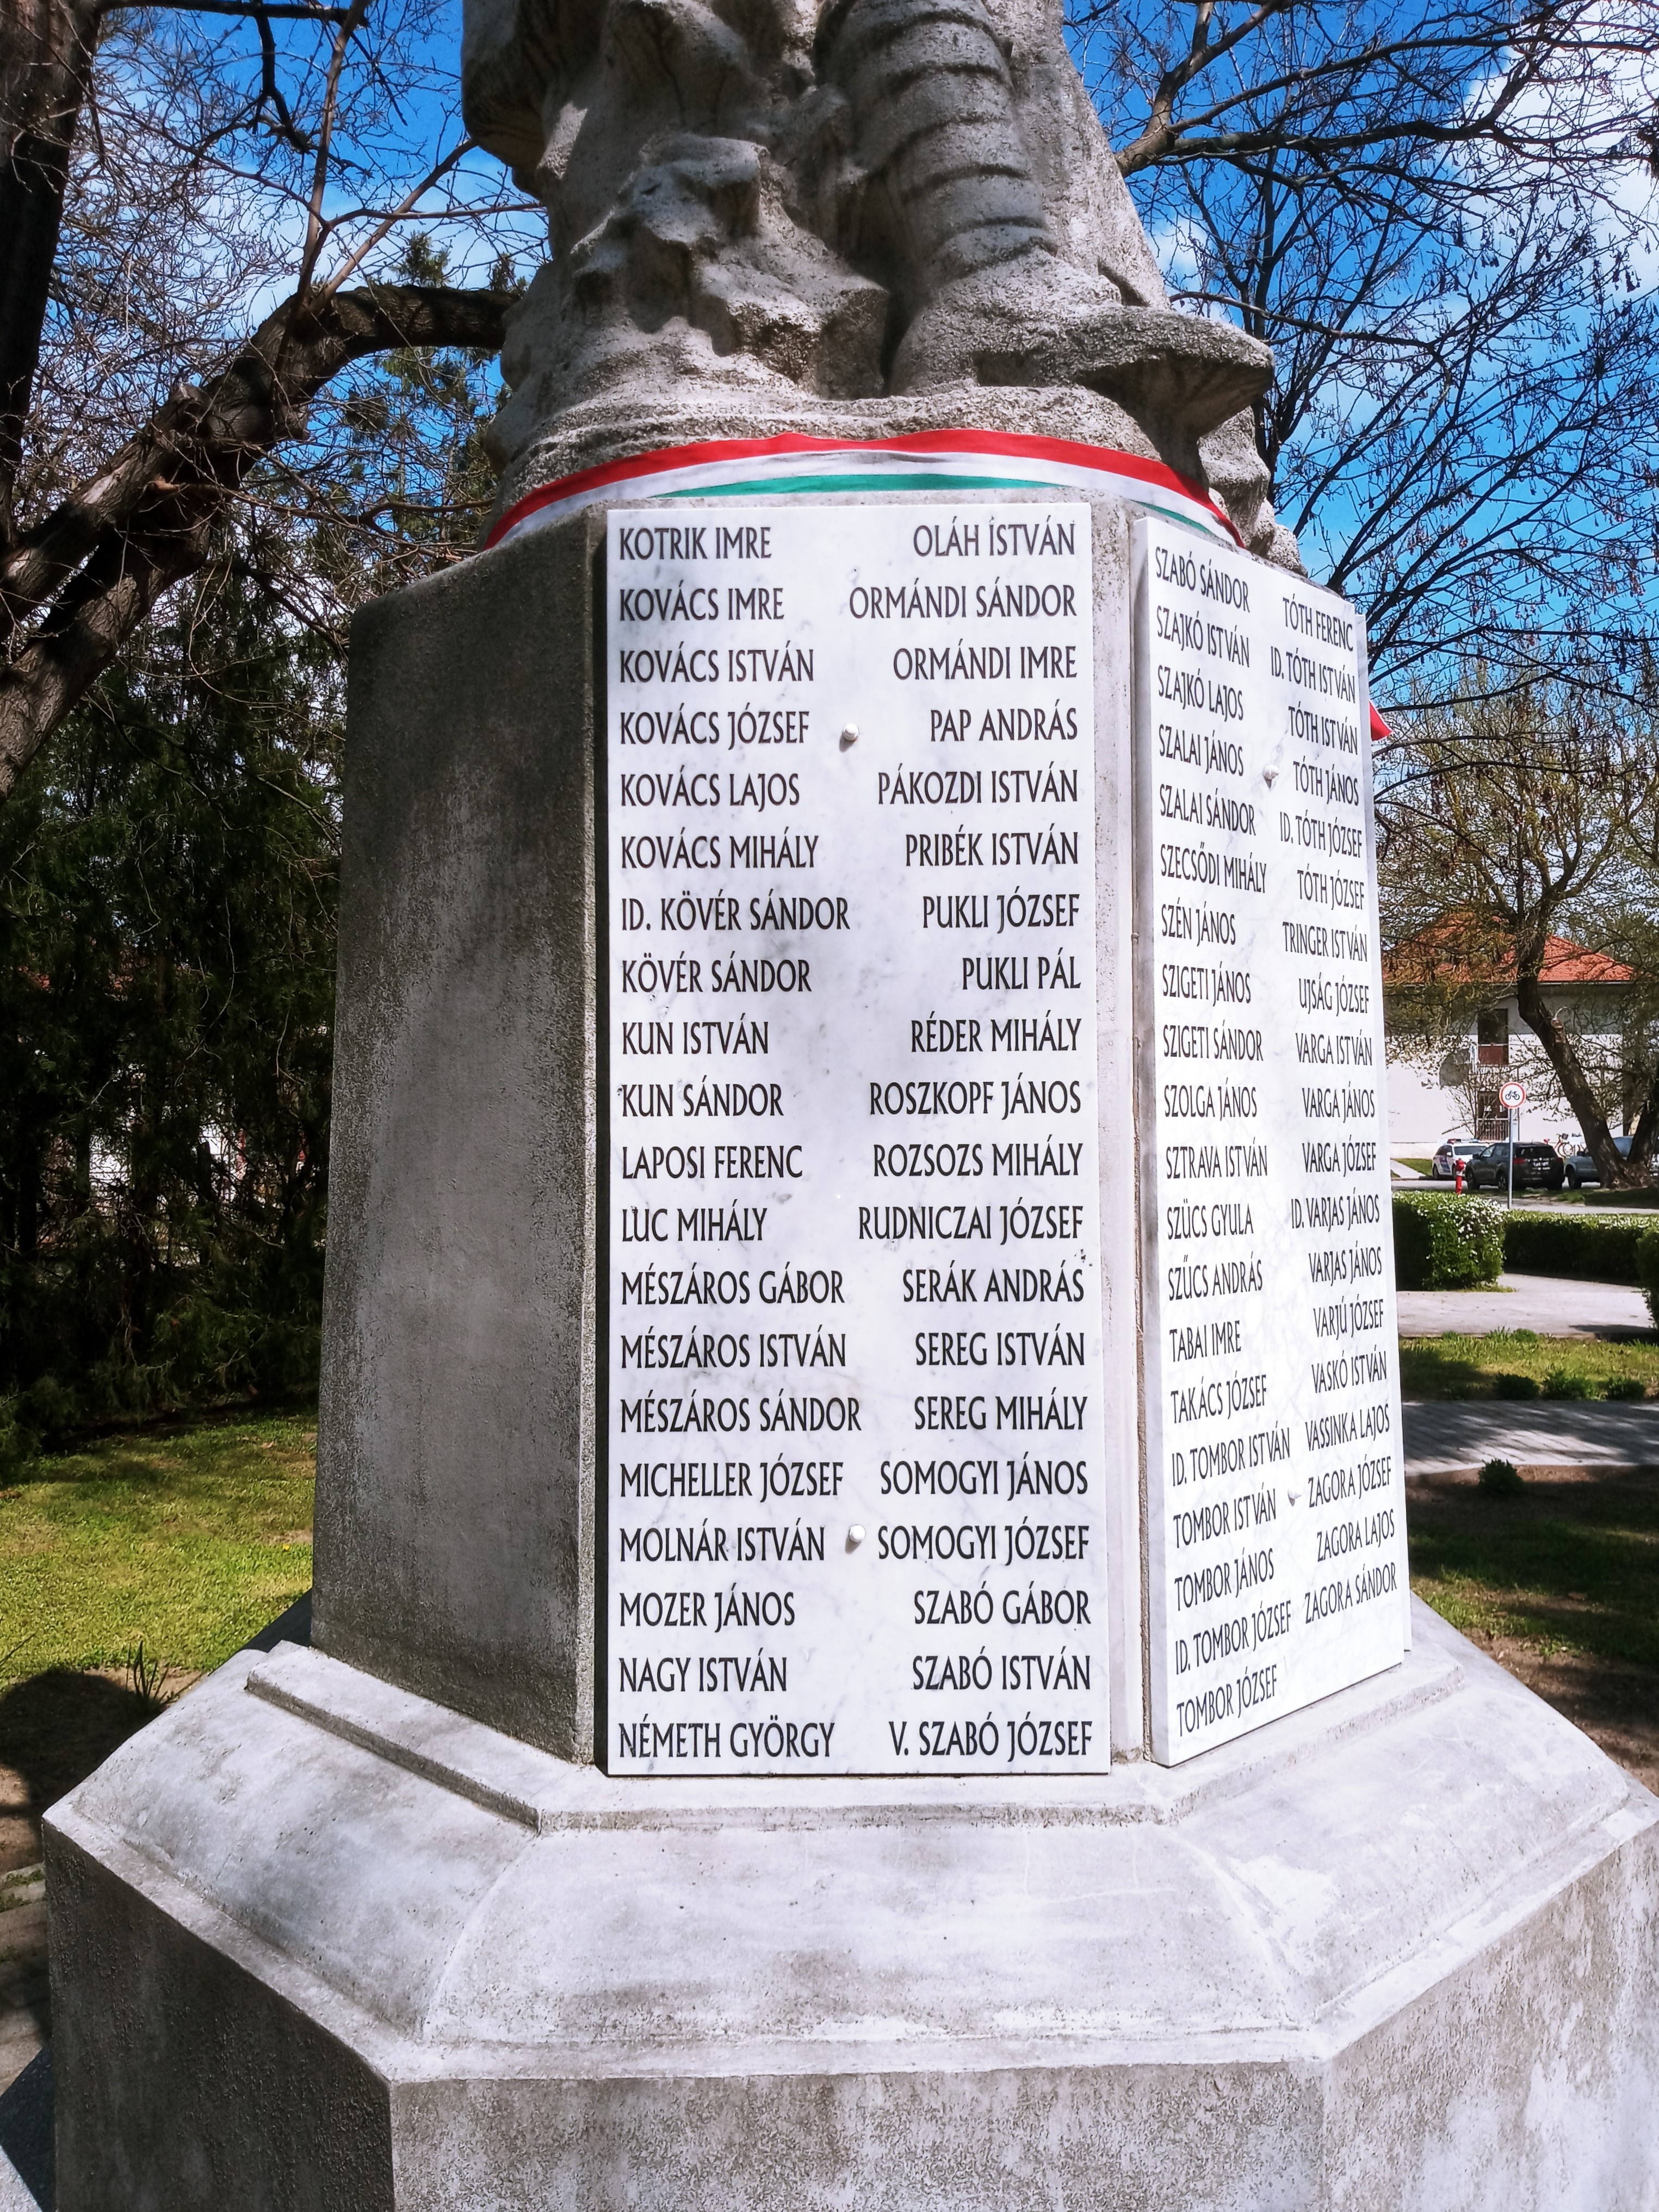 KOTRIK IMRE
KOVÁCS IMRE
KOVÁCS ISTVÁN
KOVÁCS JÓZSEF
KOVÁCS LAJOS
KOVÁCS MIHÁLY
ID. KÖVÉR SÁNDOR
KÖVÉR SÁNDOR
KUN ISTVÁN
KUN SÁNDOR
LAPOSI FERENC
LUC MIHÁLY
MÉSZÁROS GÁBOR
MÉSZÁROS ISTVÁN
MÉSZÁROS SÁNDOR
MICHELLER JÓZSEF
MOLNÁR ISTVÁN
MOZER JÁNOS
NAGY ISTVÁN
NÉMETH GYÖRGY
OLÁH ISTVÁN
ORMÁNDI SÁNDOR
ORMÁNDI IMRE
PAP ANDRÁS
PÁKOZDI ISTVÁN
PRIBÉK ISTVÁN
PUKLI JÓZSEF
PUKLI PÁL
RÉDER MIHÁLY
ROSZKOPF JÁNOS
ROZSOZS MIHÁLY
RUDNICZAI JÓZSEF
SERÁK ANDRÁS
SEREG ISTVÁN
SEREG MIHÁLY
SOMOGYI JÁNOS
SOMOGYI JÓZSEF
SZABÓ GÁBOR
SZABÓ ISTVÁN
V. SZABÓ JÓZSEF
SZABÓ SÁNDOR
SZAJKÓ ISTVÁN
SZAJKÓ LAJOS
SZALAI JÁNOS
SZALAI SÁNDOR
SZECSŐDI MIHÁLY
SZÉN JÁNOS
SZIGETI JÁNOS
SZIGETI SÁNDOR
SZOLGA JÁNOS
SZTRAVA ISTVÁN
SZŰCS GYULA
SZŰCS ANDRÁS
TABAI IMRE
TAKÁCS JÓZSEF
ID. TOMBOR ISTVÁN
TOMBOR ISTVÁN
TOMBOR JÁNOS
ID. TOMBOR JÓZSEF
TOMBOR JÓZSEF
TÓTH FERENC
ID. TÓTH ISTVÁN
TÓTH ISTVÁN
TÓTH JÁNOS
ID. TÓTH JÓZSEF
TÓTH JÓZSEF
TRINGER ISTVÁN
UJSÁG JÓZSEF
VARGA ISTVÁN
VARGA JÁNOS
VARGA JÓZSEF
ID. VARJAS JÁNOS
VARJAS JÁNOS
VARJÚ JÓZSEF
VASKÓ ISTVÁN
VASSINKA LAJOS
ZAGORA JÓZSEF
ZAGORA LAJOS
ZAGORA SÁNDOR